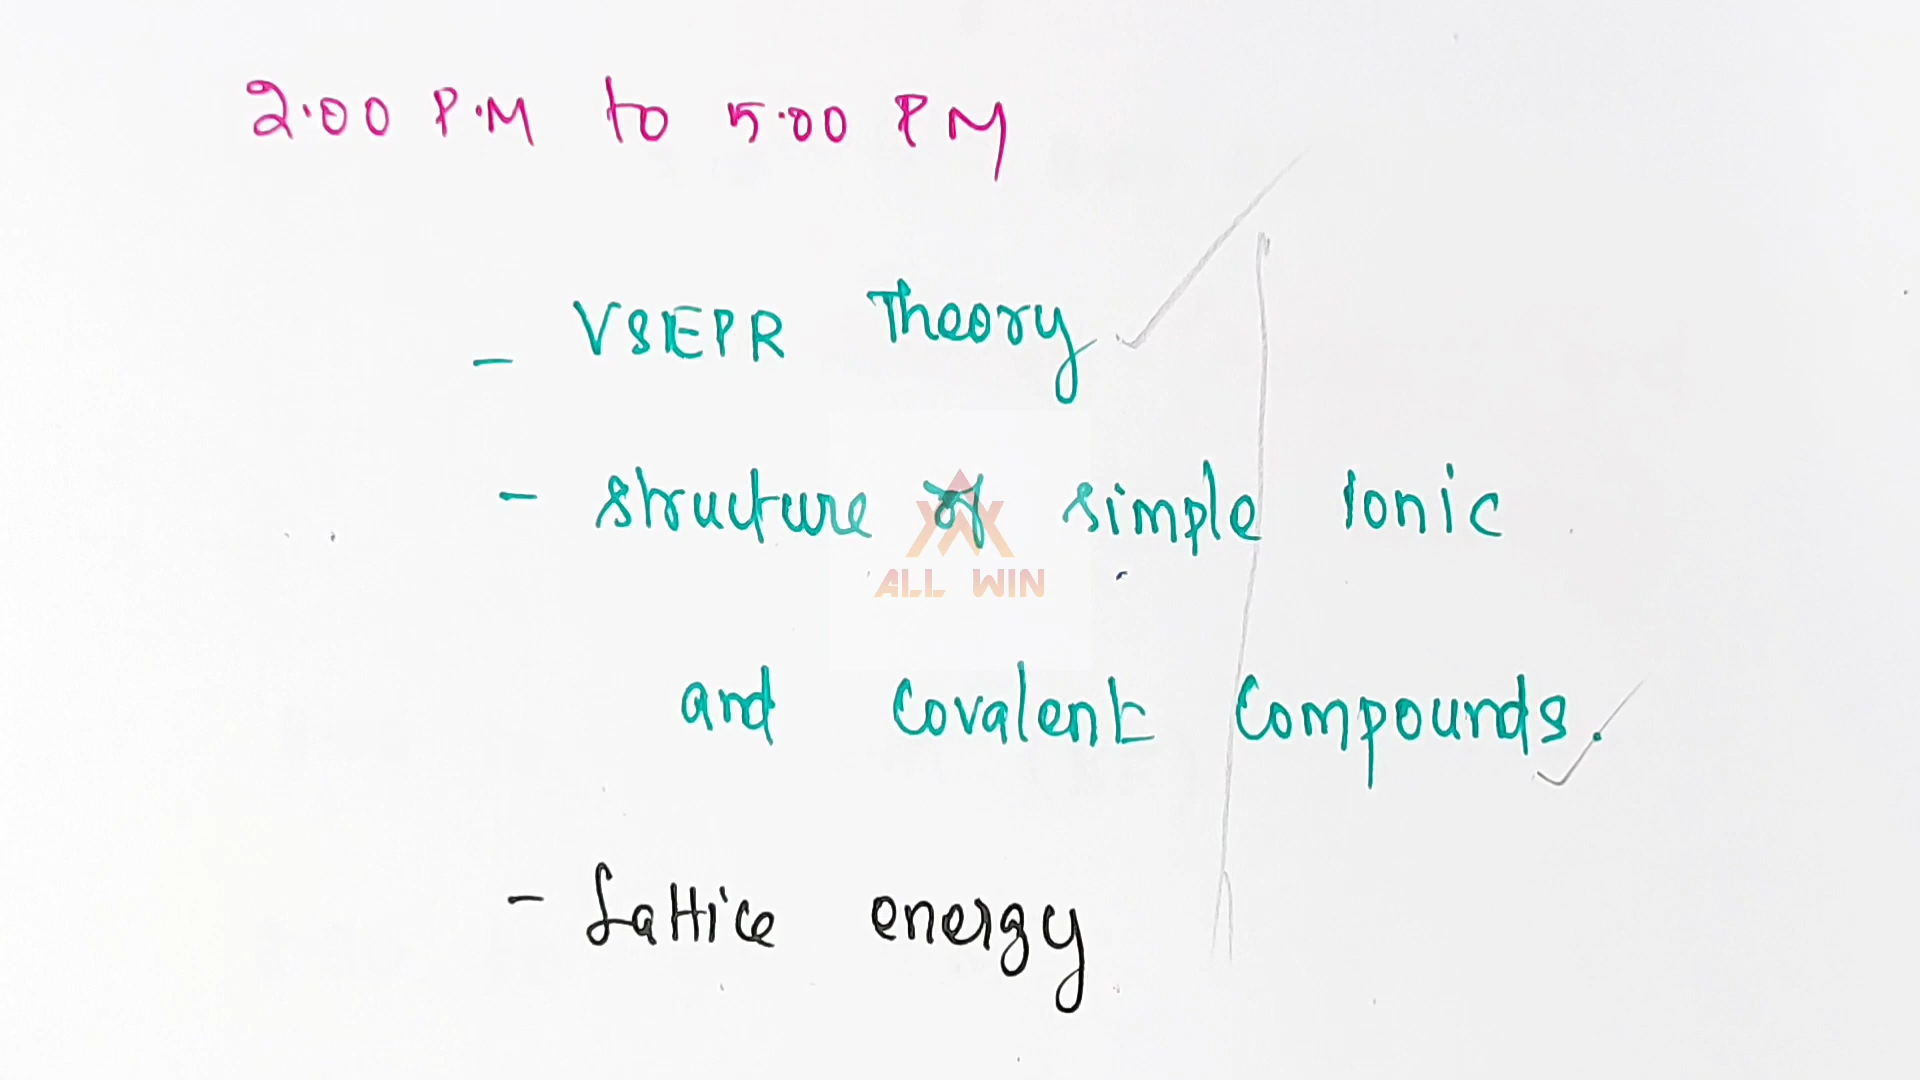 2.00 P.M to 5.00 PM
- VSEPR Theory
- structure of simple Ionic
ALL WIN
and Covalent Compounds.
- Lattice energy